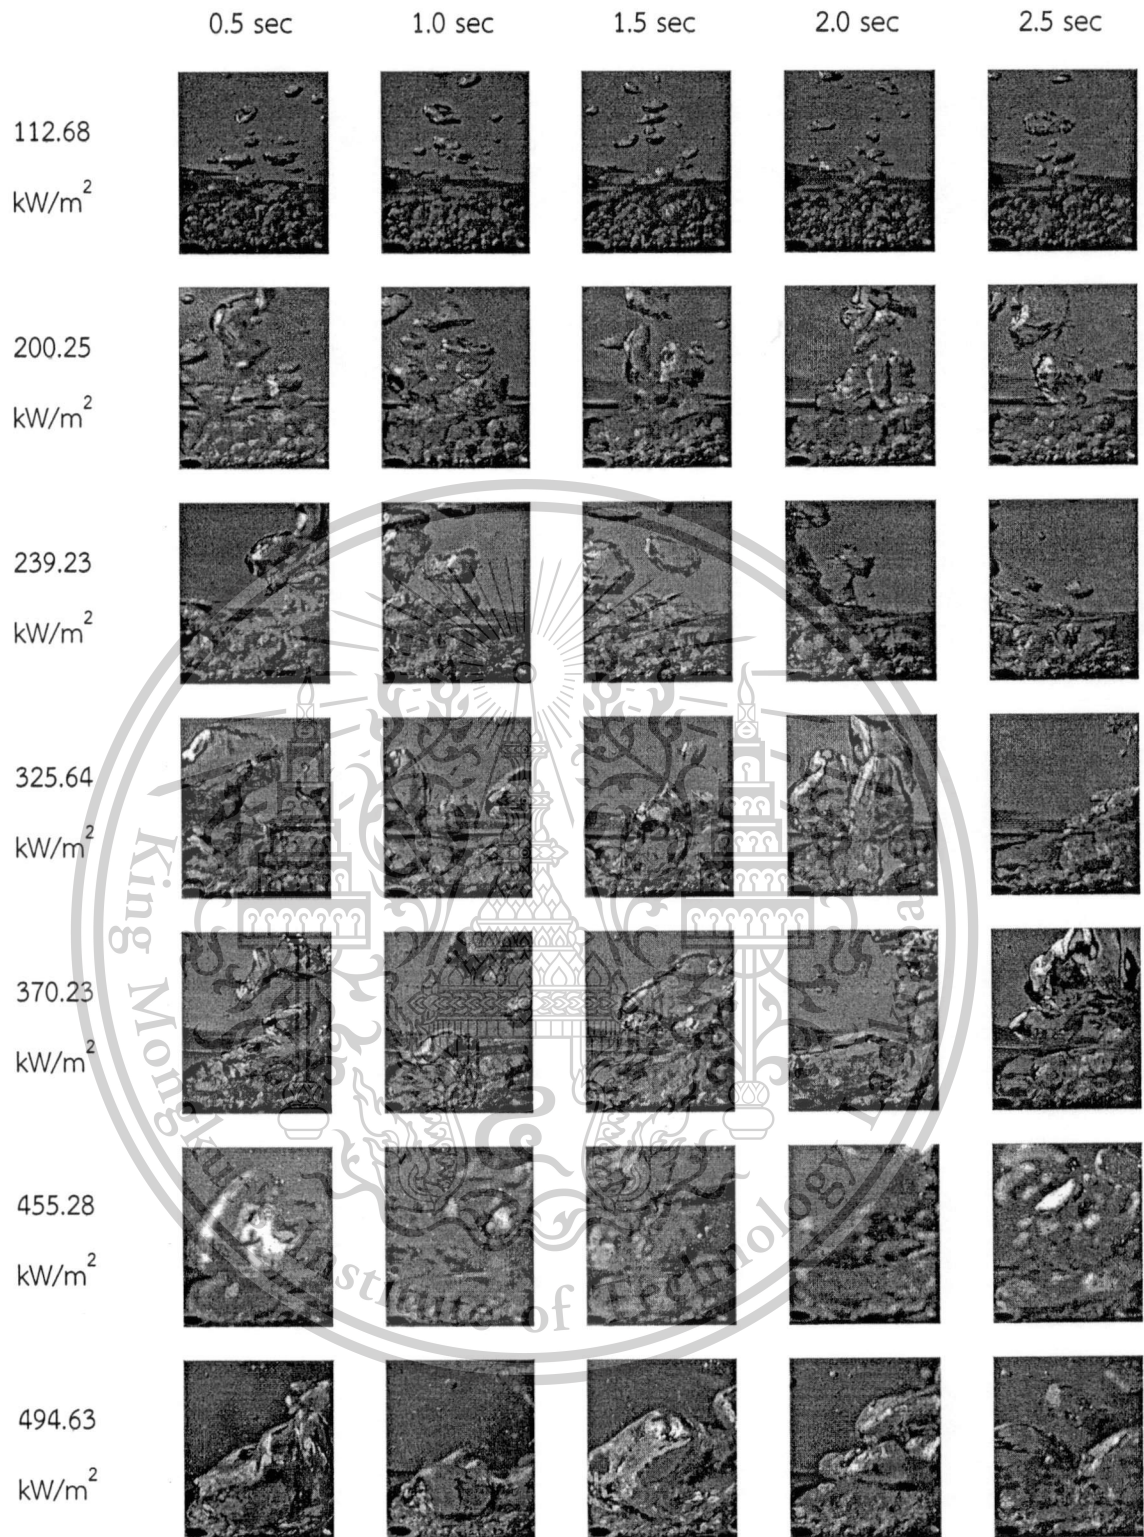 0.5 sec 1.0 sec 1.5 sec 2.0 sec 2.5 sec
112.68
kW/m²
200.25
kW/m²
239.23
kW/m²
325.64
kW/m²
370.23
kW/m²
455.28
kW/m²
494.63
kW/m²
King Mongkut's Institute of Technology